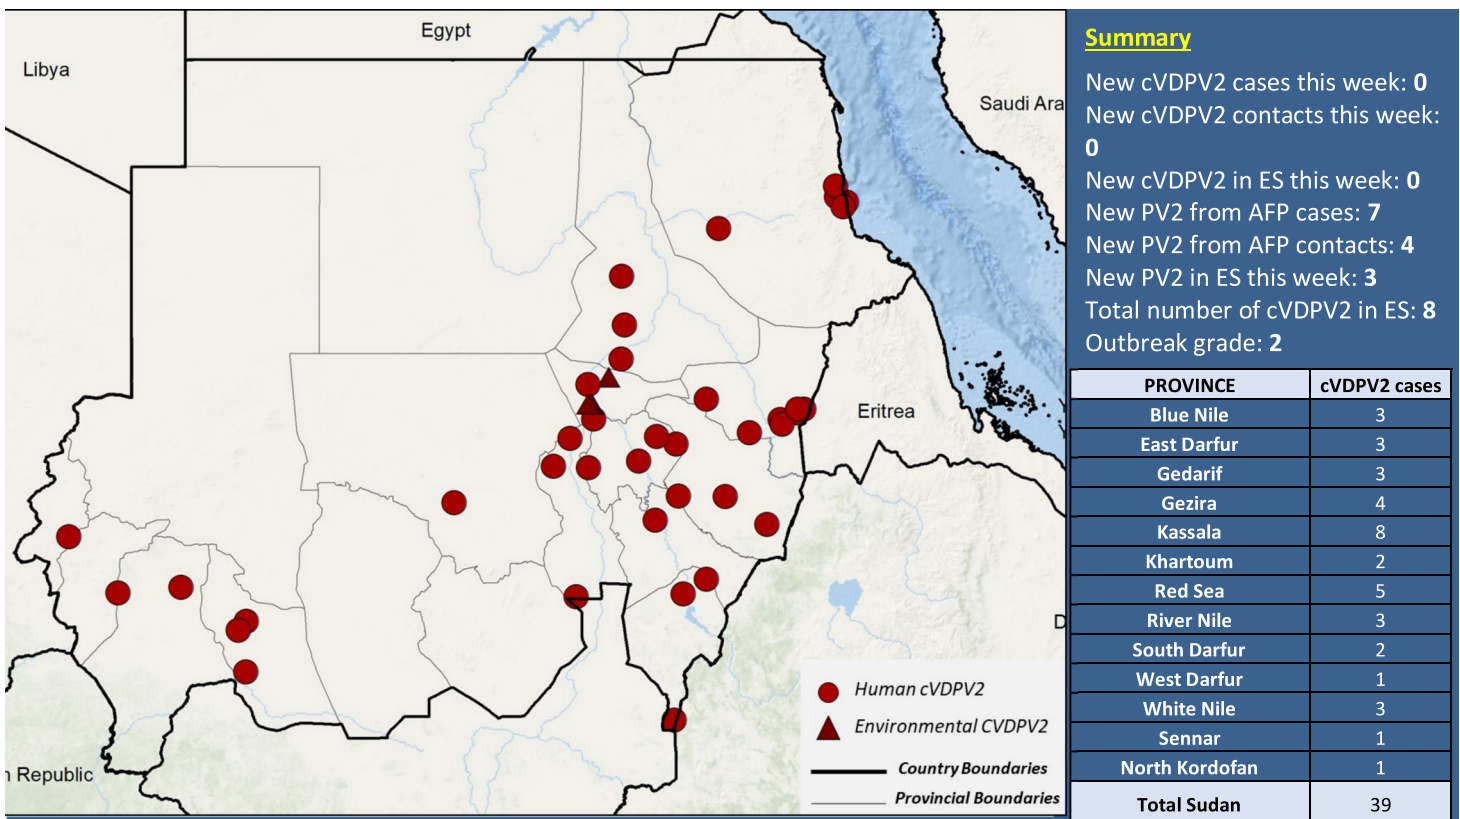 Egypt
Libya
Saudi Ara
Eritrea
D
n Republic
Human cVDPV2
Environmental CVDPV2
Country Boundaries
Provincial Boundaries
Summary
New cVDPV2 cases this week: 0
New cVDPV2 contacts this week:
0
New cVDPV2 in ES this week: 0
New PV2 from AFP cases: 7
New PV2 from AFP contacts: 4
New PV2 in ES this week: 3
Total number of cVDPV2 in ES: 8
Outbreak grade: 2
PROVINCE cVDPV2 cases
Blue Nile 3
East Darfur 3
Gedarif 3
Gezira 4
Kassala 8
Khartoum 2
Red Sea 5
River Nile 3
South Darfur 2
West Darfur 1
White Nile 3
Sennar 1
North Kordofan 1
Total Sudan 39